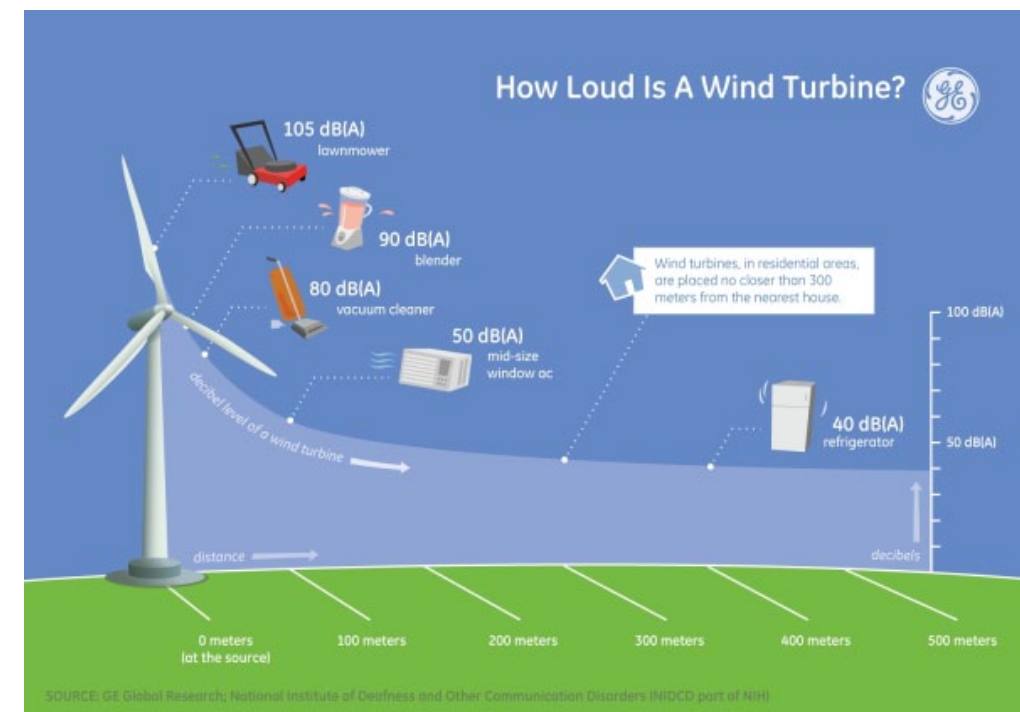 How Loud Is A Wind Turbine?
GE
105 dB(A)
lawnmower
90 dB(A)
blender
80 dB(A)
vacuum cleaner
50 dB(A)
mid-size
window ac
Wind turbines, in residential areas,
are placed no closer than 300
meters from the nearest house.
100 dB(A)
40 dB(A)
refrigerator
50 dB(A)
decibel level of a wind turbine
distance
decibels
0 meters
(at the source)
100 meters
200 meters
300 meters
400 meters
500 meters
SOURCE: GE Global Research; National Institute of Deafness and Other Communication Disorders (NIDCD part of NIH)